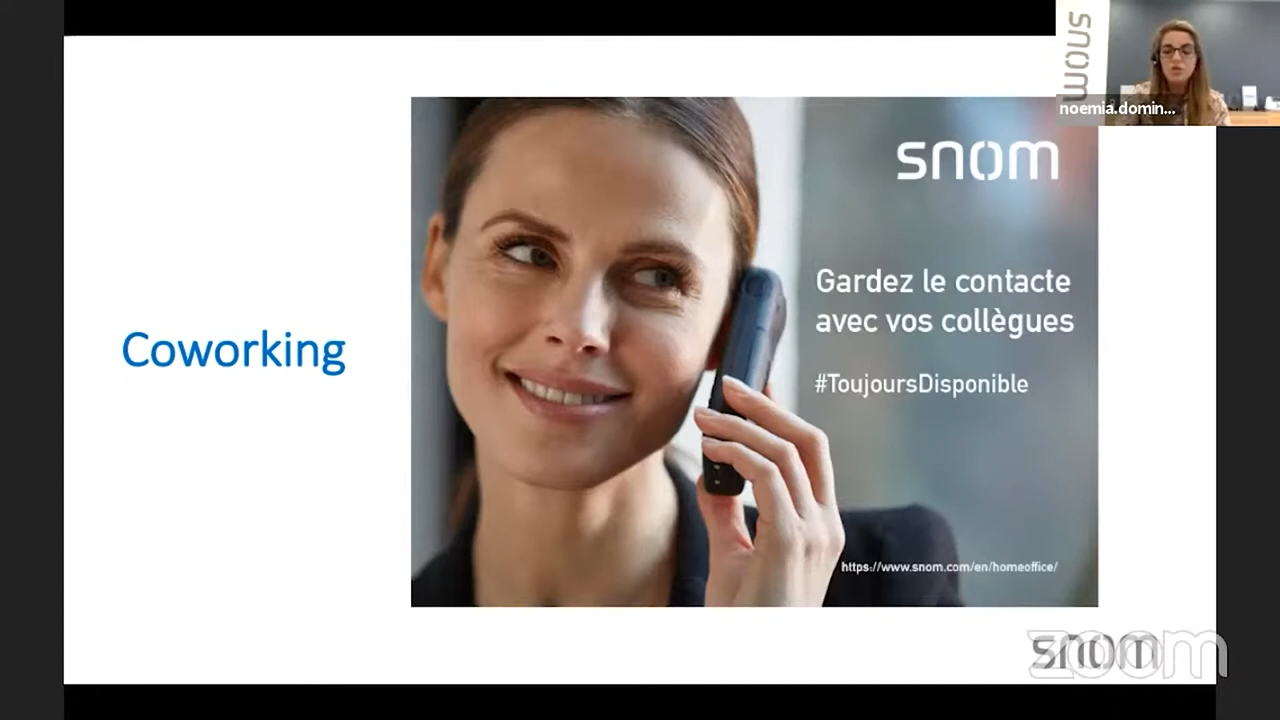 snom
noemia.domin...
snom
Gardez le contacte
avec vos collègues
#ToujoursDisponible
Coworking
https://www.snom.com/en/homeoffice/
snom
zoom